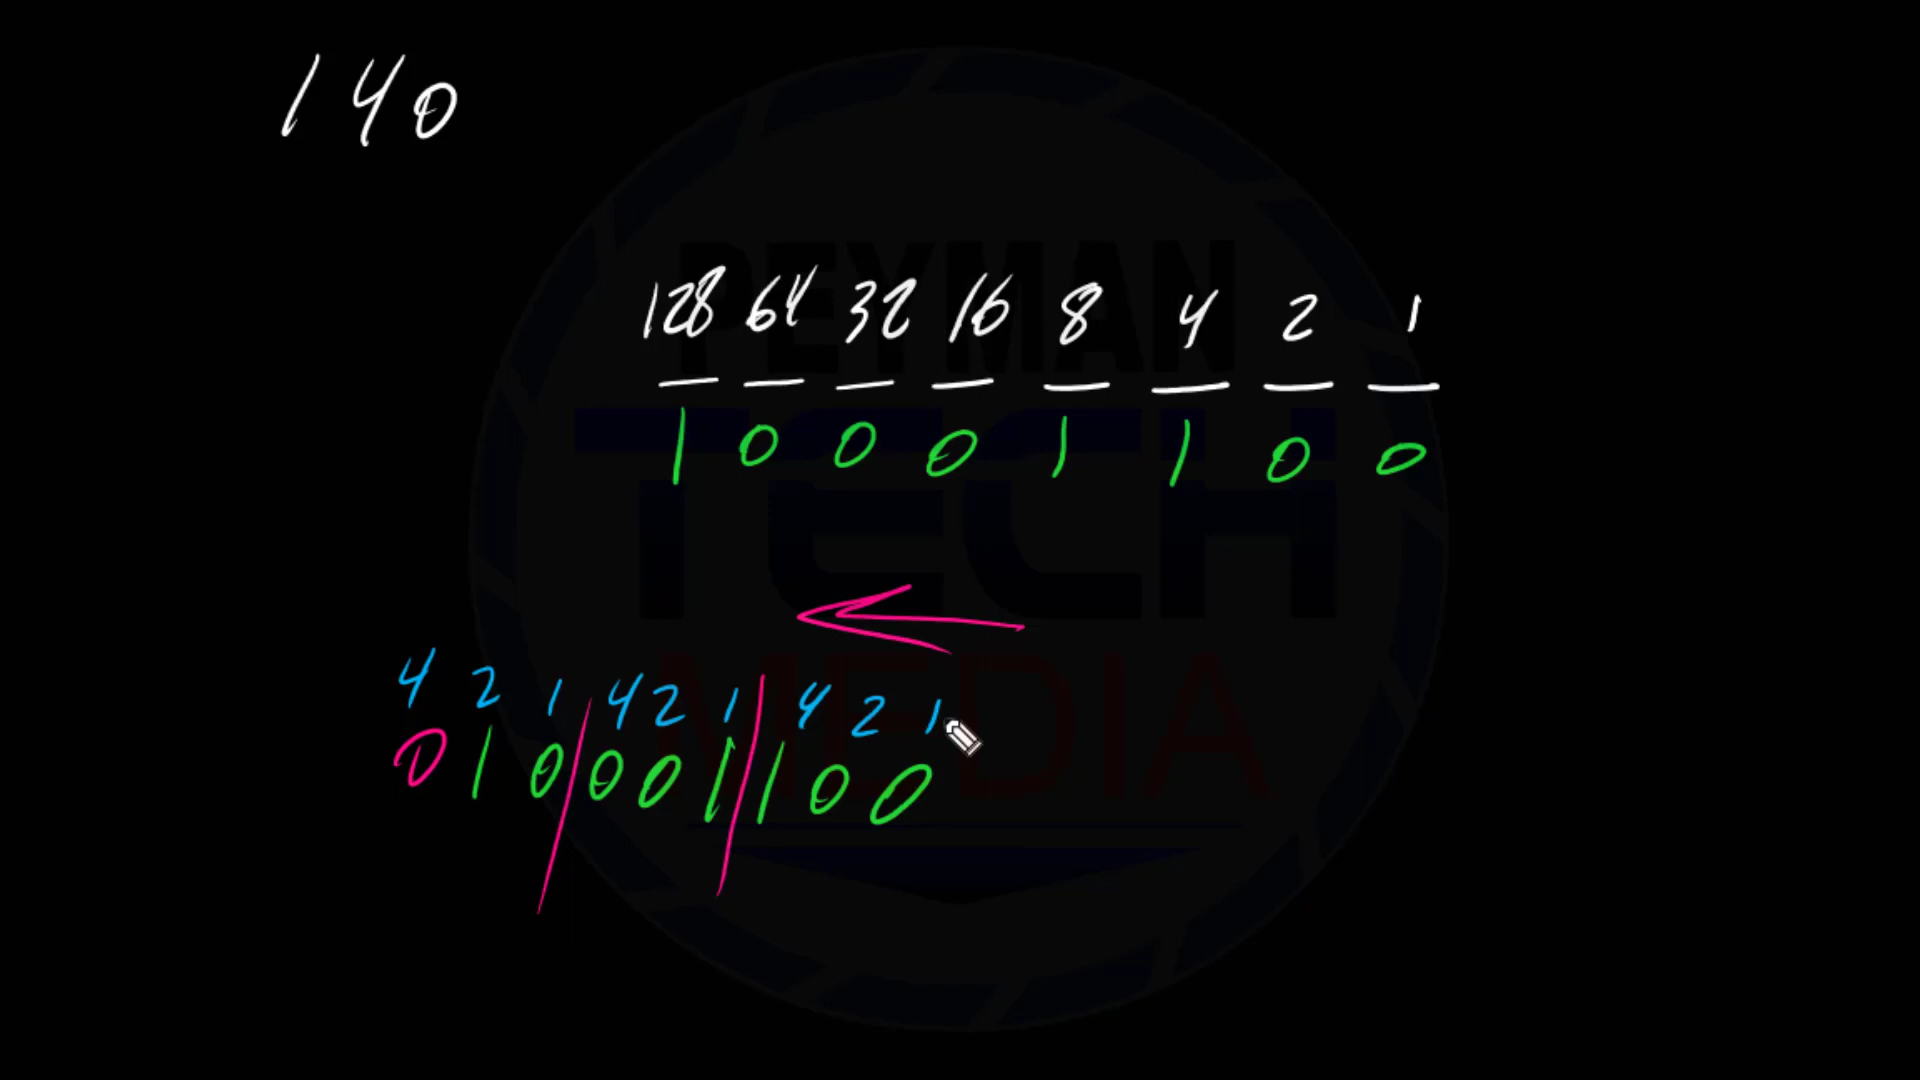 140
128 64 32 16 8 4 2 1
PEYMAN
1 0 0 0 1 1 0 0
TECH
MEDIA
4 2 1 4 2 1 4 2 1
0 1 0 0 0 1 1 0 0